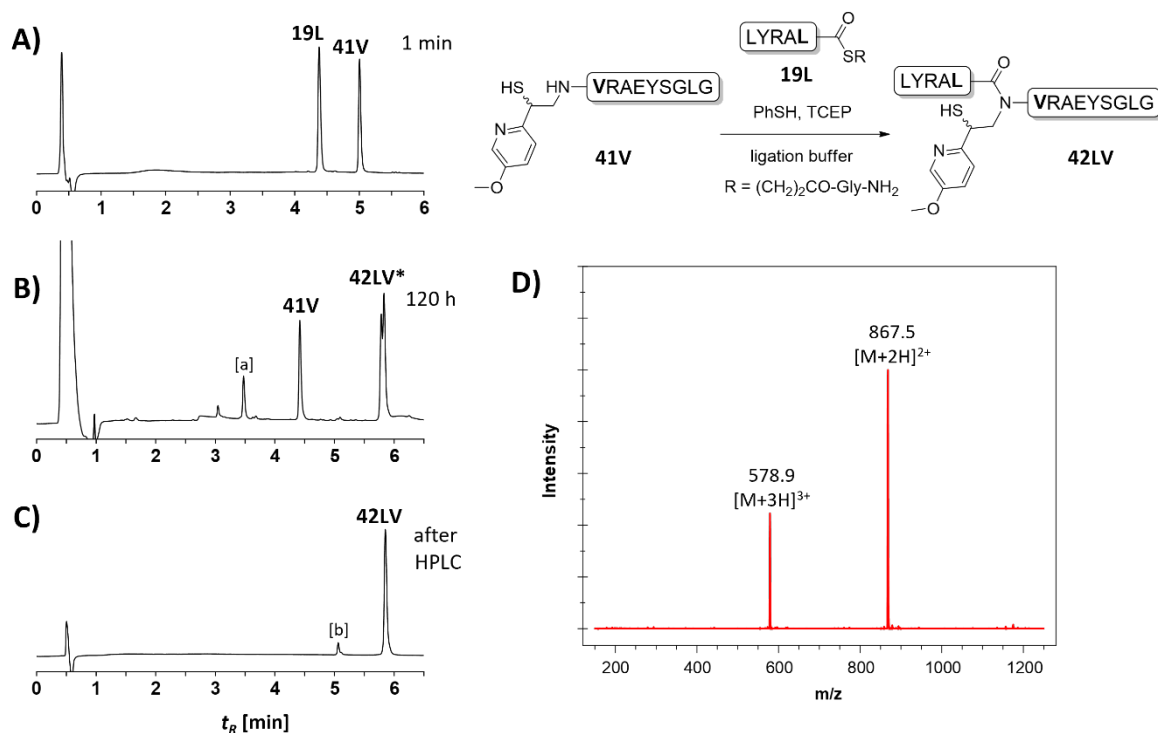 A)
19L
41V
1 min
0 1 2 3 4 5 6
HS
HN
VRAEYSGLG
N
O
41V
LYRAL
O
SR
19L
PhSH, TCEP
ligation buffer
R = (CH2)2CO-Gly-NH2
LYRAL
O
HS
N
VRAEYSGLG
N
O
42LV
B)
[a]
41V
42LV*
120 h
0 1 2 3 4 5 6
C)
[b]
42LV
after
HPLC
0 1 2 3 4 5 6
tR [min]
D)
867.5
[M+2H]2+
578.9
[M+3H]3+
Intensity
200 400 600 800 1000 1200
m/z